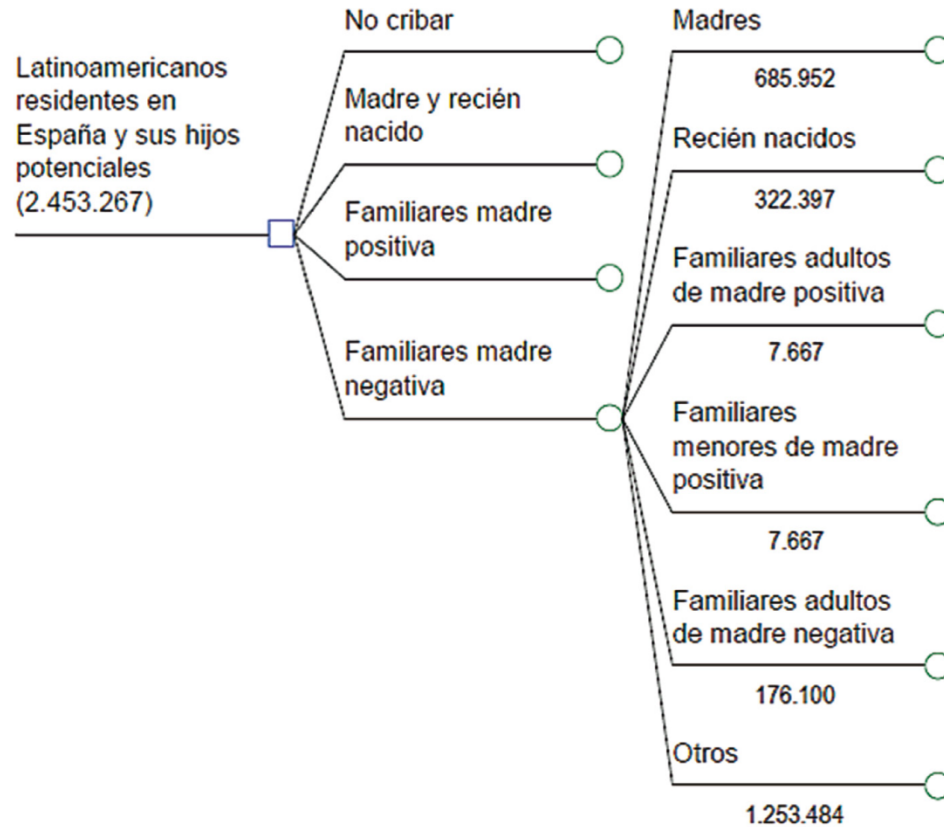 Latinoamericanos
residentes en
España y sus hijos
potenciales
(2.453.267)
No cribar
Madre y recién
nacido
Familiares madre
positiva
Familiares madre
negativa
Madres
685.952
Recién nacidos
322.397
Familiares adultos
de madre positiva
7.667
Familiares
menores de madre
positiva
7.667
Familiares adultos
de madre negativa
176.100
Otros
1.253.484